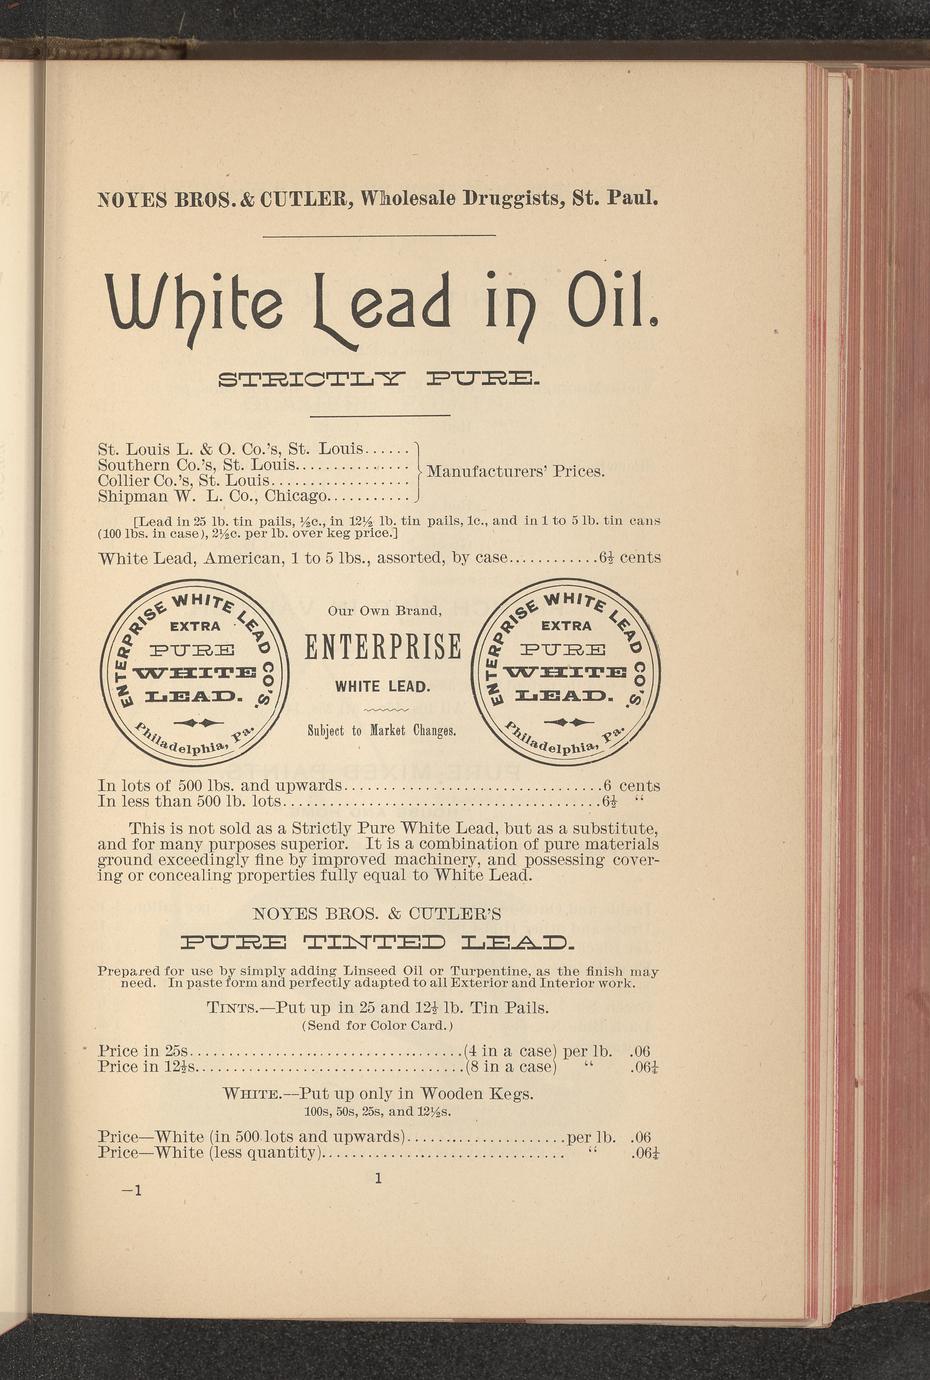 NOYES BROS. & CUTLER, Wholesale Druggists, St. Paul.
White Lead in Oil.
STRICTLY PURE.
St. Louis L. & O. Co.'s, St. Louis......
Southern Co.'s, St. Louis..............
Collier Co.'s, St. Louis..................
Shipman W. L. Co., Chicago...........
Manufacturers' Prices.
[Lead in 25 lb. tin pails, ½c., in 12½ lb. tin pails, 1c., and in 1 to 5 lb. tin cans
(100 lbs. in case), 2½c. per lb. over keg price.]
White Lead, American, 1 to 5 lbs., assorted, by case............6½ cents
ENTERPRISE WHITE LEAD CO'S.
EXTRA
PURE
WHITE
LEAD.
Philadelphia, Pa.
Our Own Brand,
ENTERPRISE
WHITE LEAD.
Subject to Market Changes.
ENTERPRISE WHITE LEAD CO'S.
EXTRA
PURE
WHITE
LEAD.
Philadelphia, Pa.
In lots of 500 lbs. and upwards.................................6 cents
In less than 500 lb. lots.........................................6½ “
This is not sold as a Strictly Pure White Lead, but as a substitute,
and for many purposes superior. It is a combination of pure materials
ground exceedingly fine by improved machinery, and possessing cover-
ing or concealing properties fully equal to White Lead.
NOYES BROS. & CUTLER'S
PURE TINTED LEAD.
Prepared for use by simply adding Linseed Oil or Turpentine, as the finish may
need. In paste form and perfectly adapted to all Exterior and Interior work.
TINTS.—Put up in 25 and 12½ lb. Tin Pails.
(Send for Color Card.)
Price in 25s...................................(4 in a case) per lb. .06
Price in 12½s..................................(8 in a case) “ .06¼
WHITE.—Put up only in Wooden Kegs.
100s, 50s, 25s, and 12½s.
Price—White (in 500 lots and upwards).....................per lb. .06
Price—White (less quantity)............................... “ .06¼
1
—1